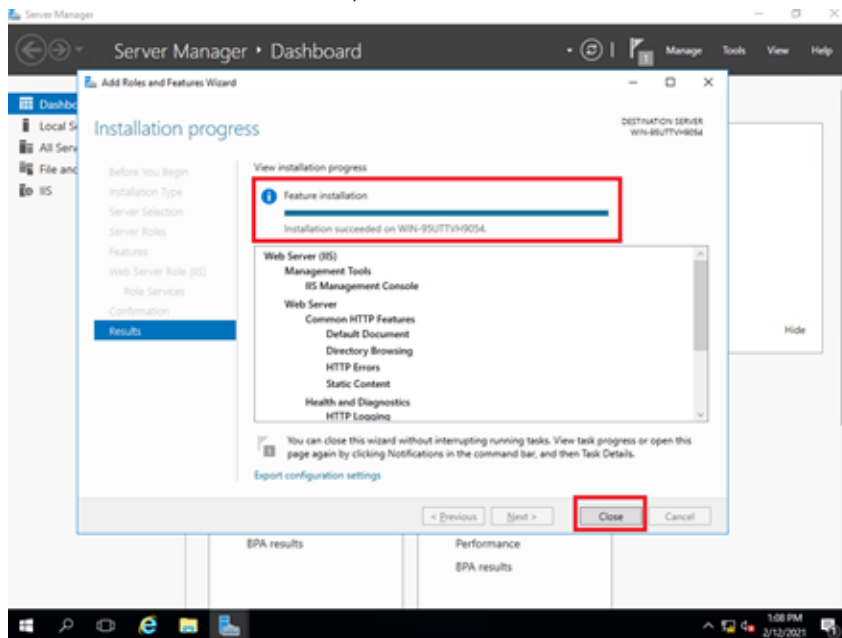 Server Manager
Server Manager • Dashboard
Manage Tools View Help
Add Roles and Features Wizard
Dashbo
Local Se
All Serv
File and
IIS
Installation progress
DESTINATION SERVER
WIN-95UTTVH9054
Before You Begin
Installation Type
Server Selection
Server Roles
Features
Web Server Role (IIS)
Role Services
Confirmation
Results
View installation progress
Feature installation
Installation succeeded on WIN-95UTTVH9054.
Web Server (IIS)
Management Tools
IIS Management Console
Web Server
Common HTTP Features
Default Document
Directory Browsing
HTTP Errors
Static Content
Health and Diagnostics
HTTP Logging
Hide
1
You can close this wizard without interrupting running tasks. View task progress or open this
page again by clicking Notifications in the command bar, and then Task Details.
Export configuration settings
< Previous
Next >
Close
Cancel
BPA results
Performance
BPA results
1:08 PM
2/12/2021